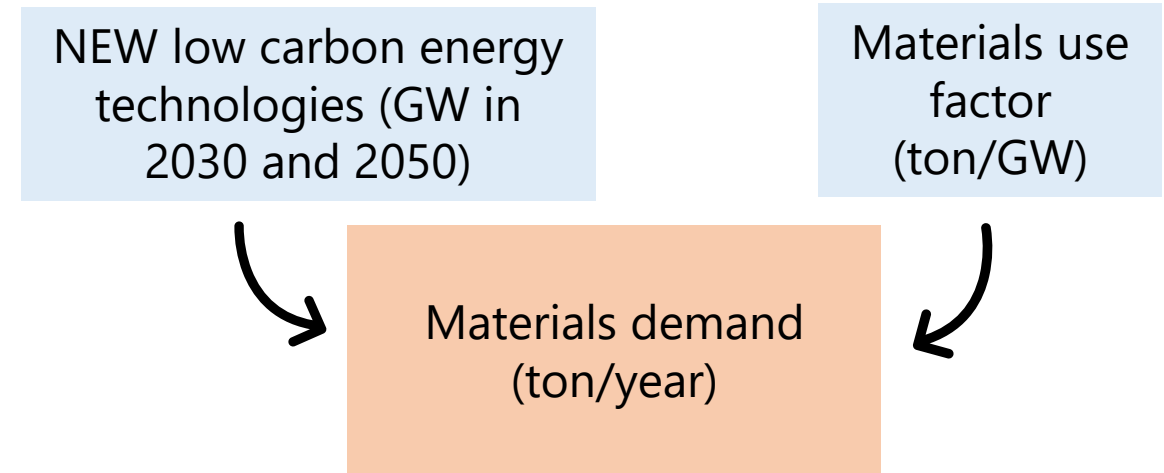 NEW low carbon energy
technologies (GW in
2030 and 2050)
Materials use
factor
(ton/GW)
Materials demand
(ton/year)